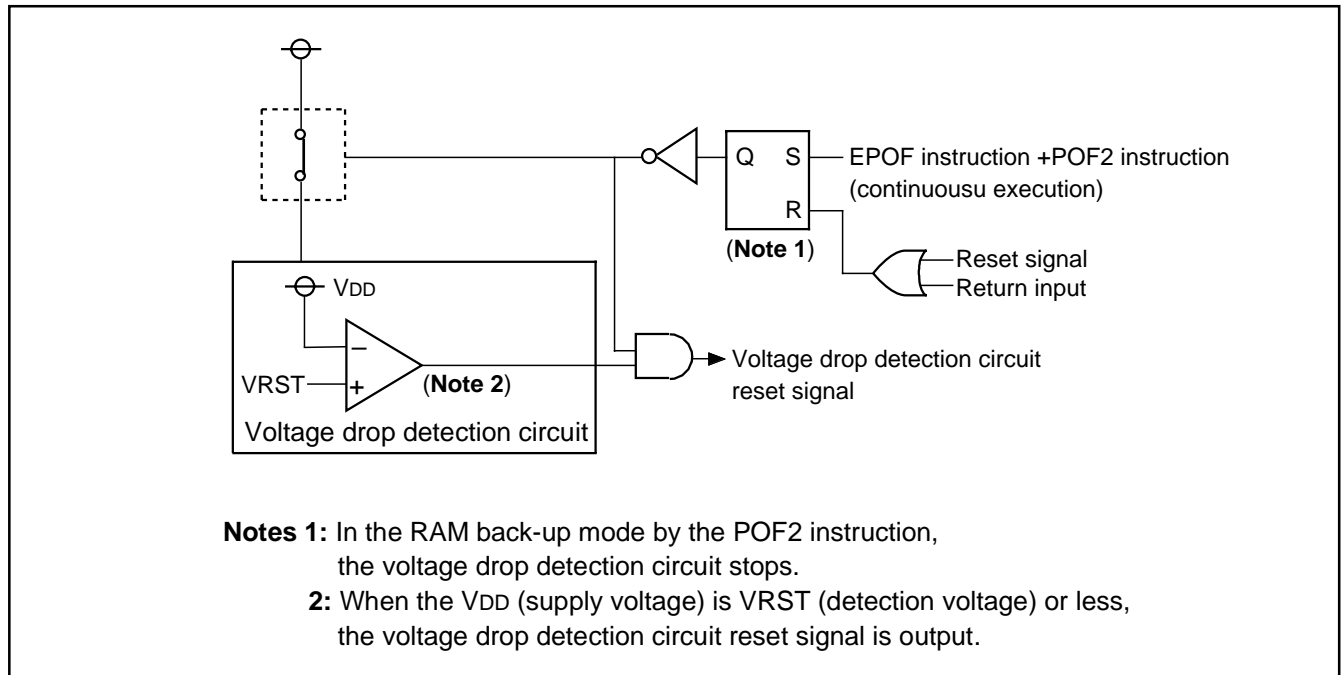 Q S EPOF instruction +POF2 instruction
(continuousu execution)
R
(Note 1)
Reset signal
Return input
VDD
–
VRST +
(Note 2)
Voltage drop detection circuit
Voltage drop detection circuit
reset signal
Notes 1: In the RAM back-up mode by the POF2 instruction,
the voltage drop detection circuit stops.
2: When the VDD (supply voltage) is VRST (detection voltage) or less,
the voltage drop detection circuit reset signal is output.